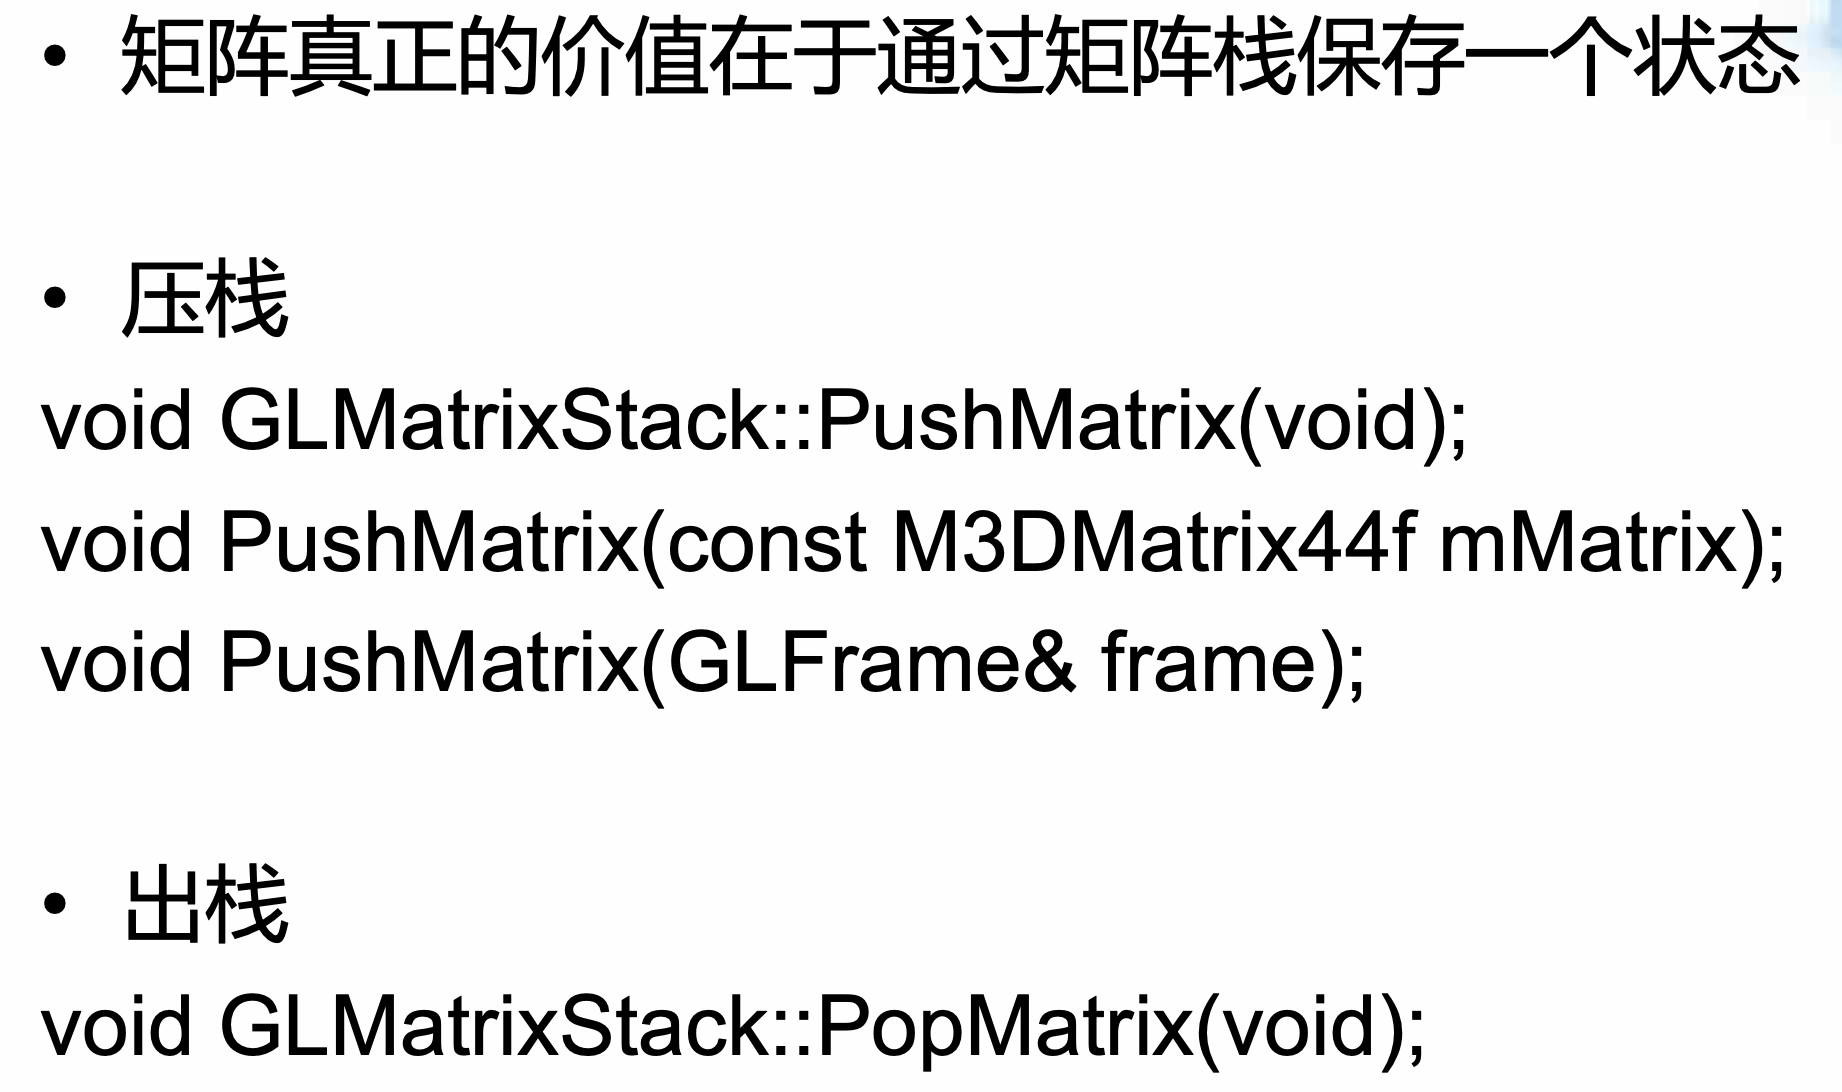 • 矩阵真正的价值在于通过矩阵栈保存一个状态
• 压栈
void GLMatrixStack::PushMatrix(void);
void PushMatrix(const M3DMatrix44f mMatrix);
void PushMatrix(GLFrame& frame);
• 出栈
void GLMatrixStack::PopMatrix(void);